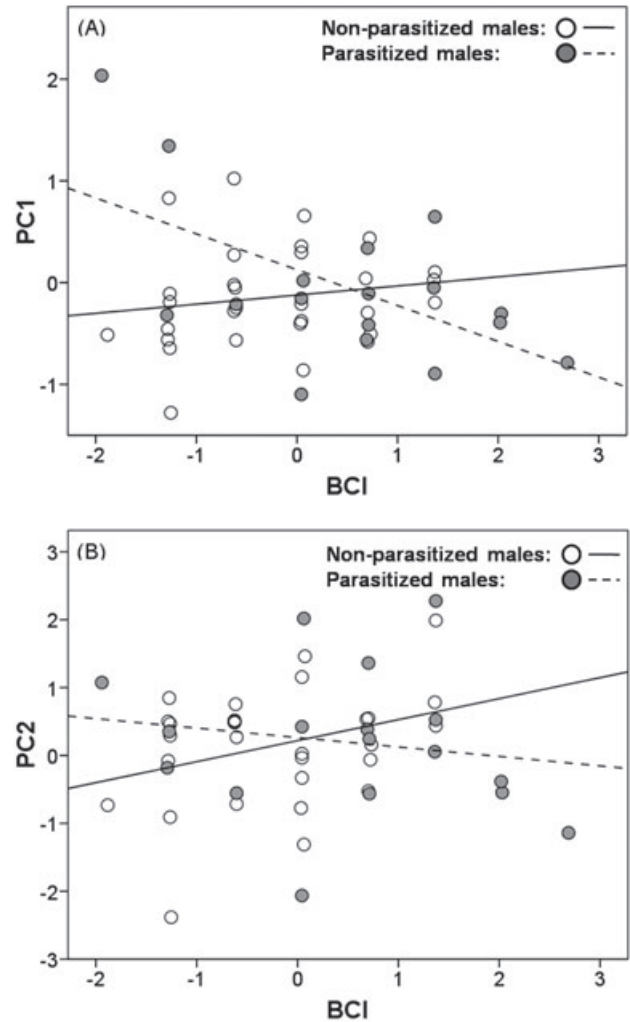 (A)
Non-parasitized males:
Parasitized males:
2
1
0
-1
PC1
-2 -1 0 1 2 3
BCI
(B)
Non-parasitized males:
Parasitized males:
3
2
1
0
-1
-2
-3
PC2
-2 -1 0 1 2 3
BCI